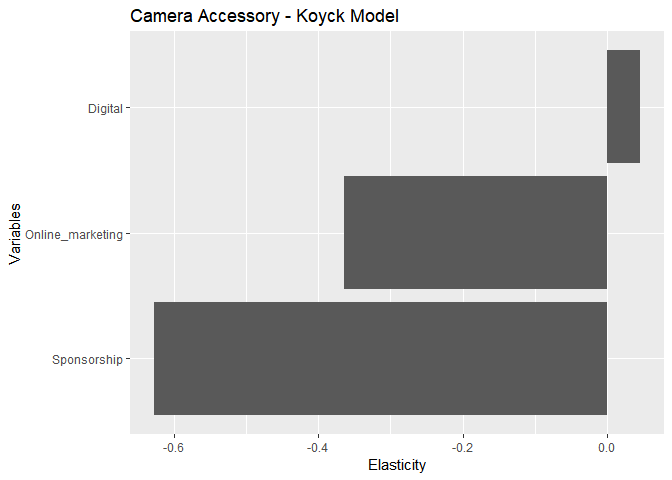 Camera Accessory - Koyck Model
Variables
Digital
Online_marketing
Sponsorship
-0.6
-0.4
-0.2
0.0
Elasticity